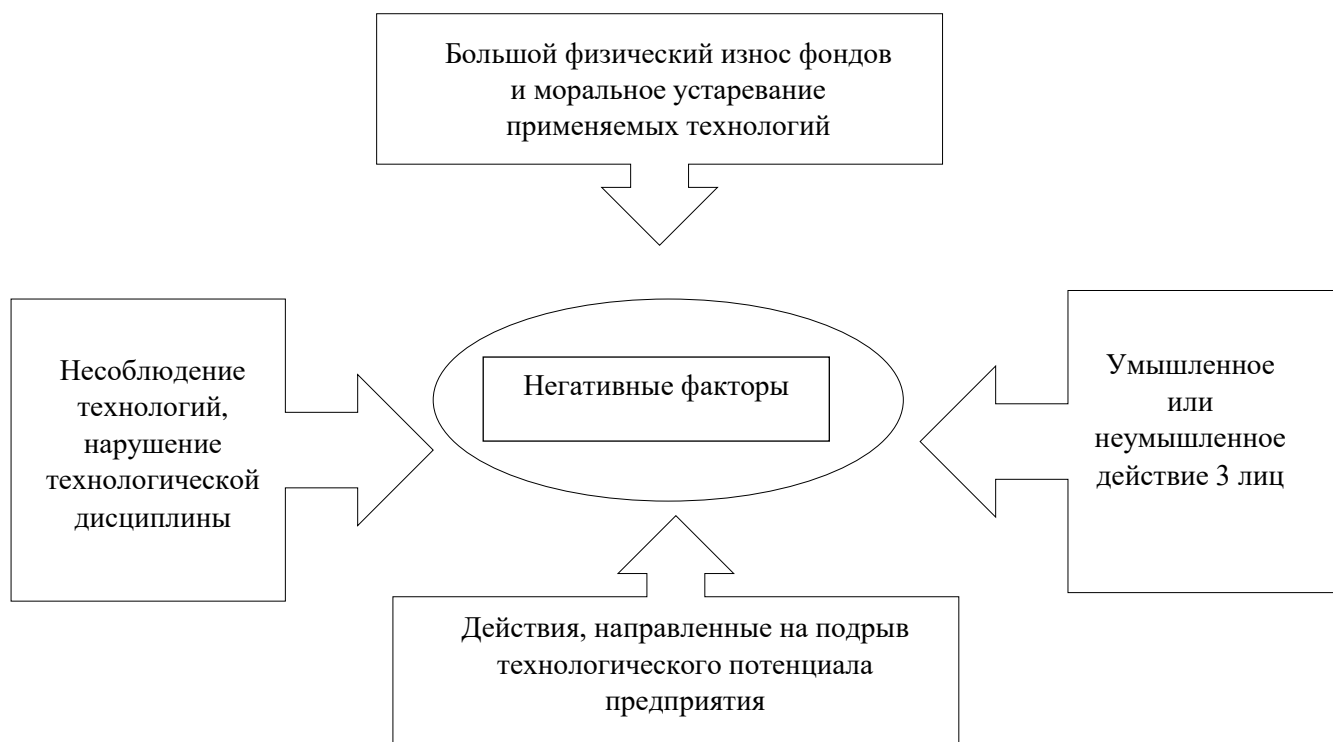 Большой физический износ фондов
и моральное устаревание
применяемых технологий
Несоблюдение
технологий,
нарушение
технологической
дисциплины
Негативные факторы
Умышленное
или
неумышленное
действие 3 лиц
Действия, направленные на подрыв
технологического потенциала
предприятия